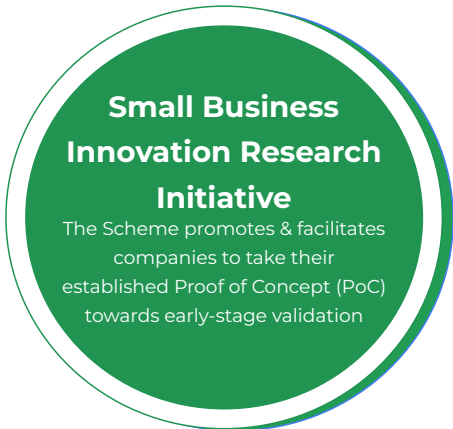 Small Business
Innovation Research
Initiative
The Scheme promotes & facilitates
companies to take their
established Proof of Concept (PoC)
towards early-stage validation